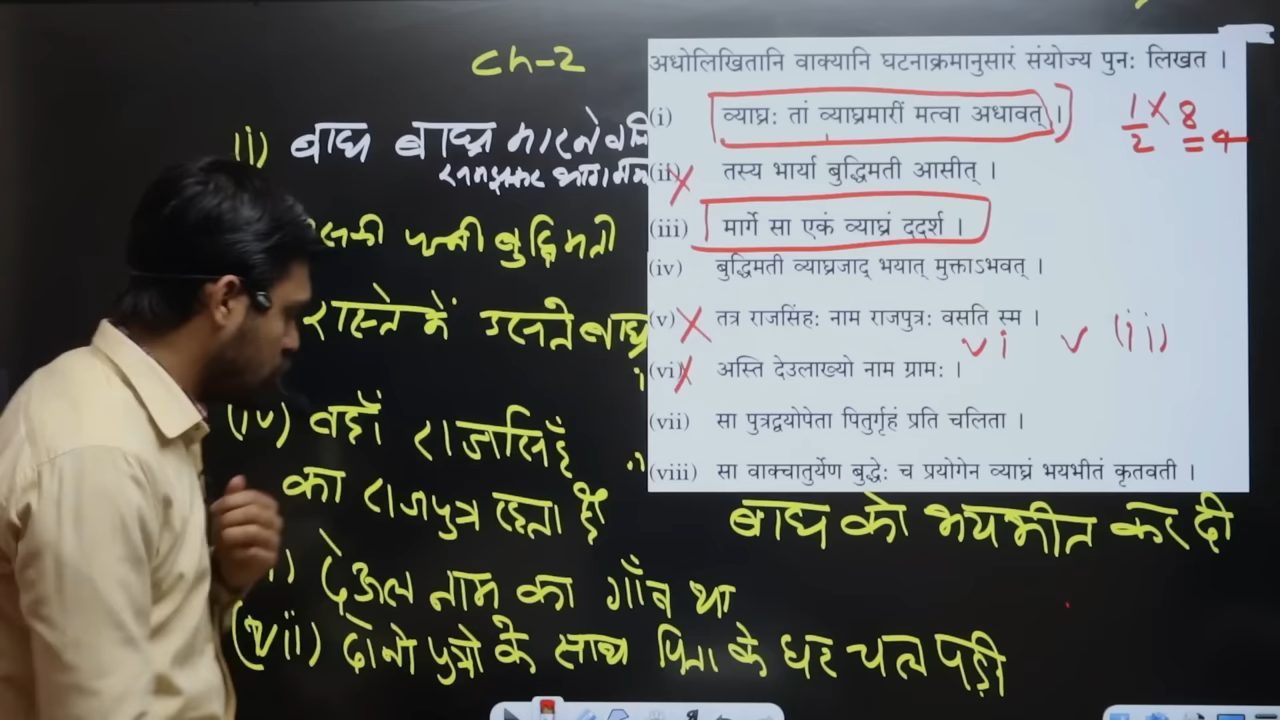 ch-2
अधोलिखितानि वाक्यानि घटनाक्रमानुसारं संयोज्य पुनः लिखत ।
(i) व्याघ्रः तां व्याघ्रमारीं मत्वा अधावत् ।
1/2 × 8 = 4
(ii) तस्य भार्या बुद्धिमती आसीत् ।
(iii) मार्गे सा एकं व्याघ्रं ददर्श ।
(iv) बुद्धिमती व्याघ्रजाद् भयात् मुक्ताऽभवत् ।
(v) तत्र राजसिंहः नाम राजपुत्रः वसति स्म ।
vi v (ii)
(vi) अस्ति देउलाख्यो नाम ग्रामः ।
(vii) सा पुत्रद्वयोपेता पितुर्गृहं प्रति चलिता ।
(viii) सा वाक्चातुर्येण बुद्धेः च प्रयोगेन व्याघ्रं भयभीतं कृतवती ।
i) बाघ बाघ मारने
समझकर भाग
पत्नी बुद्धिमती
रास्ते में उसने बाघ
(iv) वहाँ राजसिंह
का राजपुत्र रहता है
देऊल नाम का गाँव था
(vii) दोनो पुत्रो के साथ पिता के घर चल पड़ी
बाघ को भयभीत कर दी